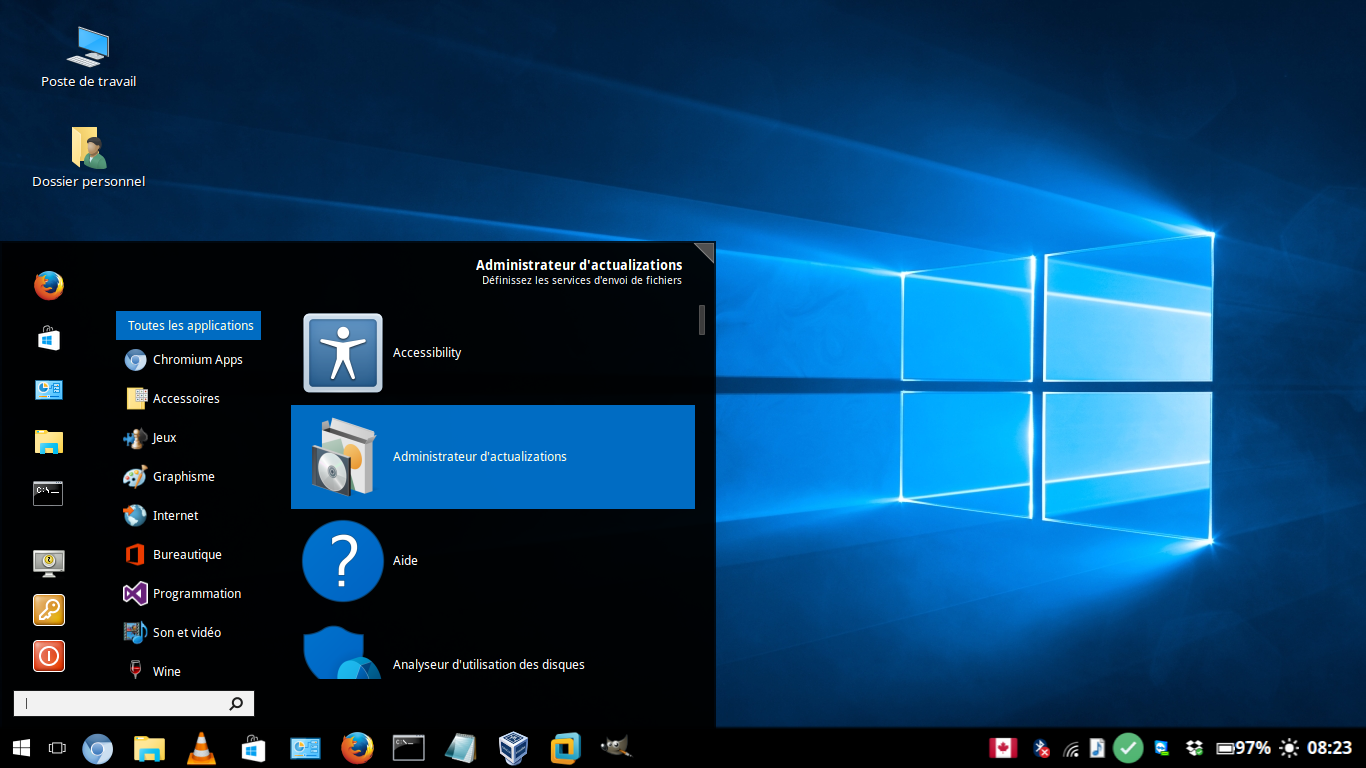 Poste de travail
Dossier personnel
Administrateur d'actualizations
Définissez les services d'envoi de fichiers
Toutes les applications
Chromium Apps
Accessoires
Jeux
Graphisme
Internet
Bureautique
Programmation
Son et vidéo
Wine
Accessibility
Administrateur d'actualizations
?
Aide
Analyseur d'utilisation des disques
C:\_
C:\_
97%
08:23